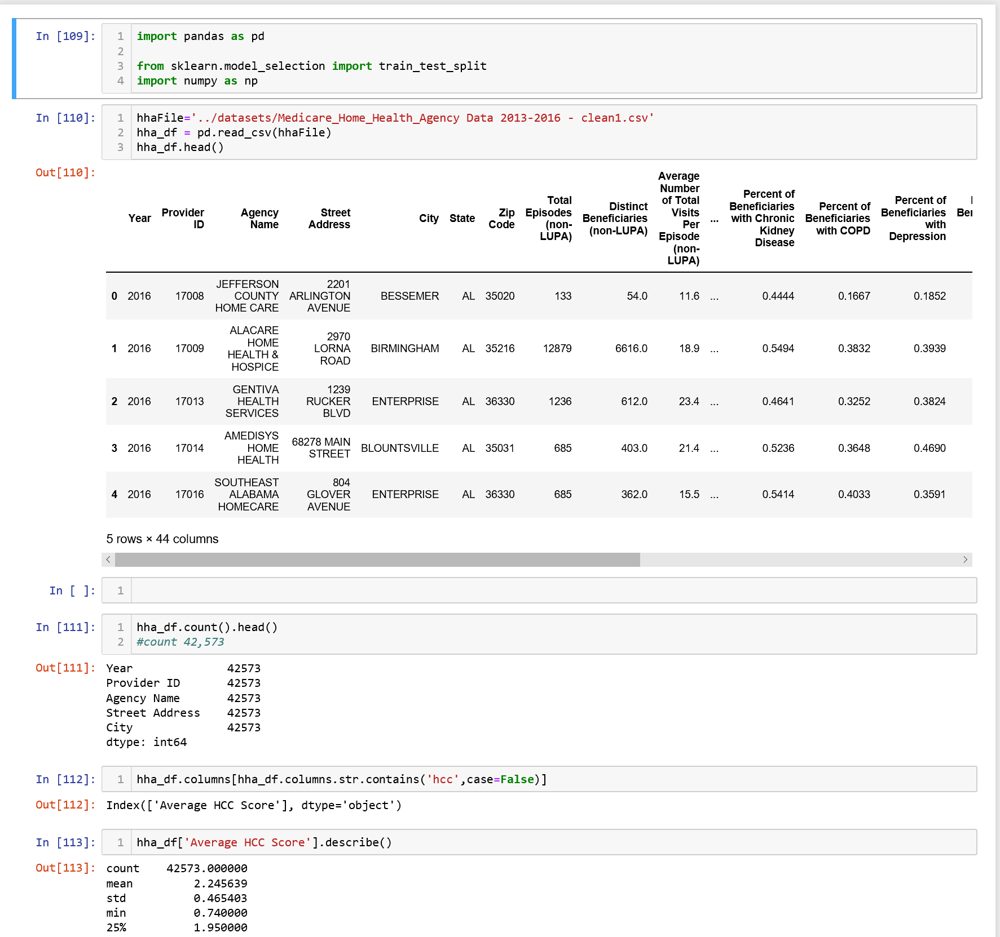 In [109]:
1 import pandas as pd
2
3 from sklearn.model_selection import train_test_split
4 import numpy as np
In [110]:
1 hhaFile='../datasets/Medicare_Home_Health_Agency Data 2013-2016 - clean1.csv'
2 hha_df = pd.read_csv(hhaFile)
3 hha_df.head()
Out[110]:
Year Provider ID Agency Name Street Address City State Zip Code Total Episodes (non-LUPA) Distinct Beneficiaries (non-LUPA) Average Number of Total Visits Per Episode (non-LUPA) ... Percent of Beneficiaries with Chronic Kidney Disease Percent of Beneficiaries with COPD Percent of Beneficiaries with Depression
0 2016 17008 JEFFERSON COUNTY HOME CARE 2201 ARLINGTON AVENUE BESSEMER AL 35020 133 54.0 11.6 ... 0.4444 0.1667 0.1852
1 2016 17009 ALACARE HOME HEALTH & HOSPICE 2970 LORNA ROAD BIRMINGHAM AL 35216 12879 6616.0 18.9 ... 0.5494 0.3832 0.3939
2 2016 17013 GENTIVA HEALTH SERVICES 1239 RUCKER BLVD ENTERPRISE AL 36330 1236 612.0 23.4 ... 0.4641 0.3252 0.3824
3 2016 17014 AMEDISYS HOME HEALTH 68278 MAIN STREET BLOUNTSVILLE AL 35031 685 403.0 21.4 ... 0.5236 0.3648 0.4690
4 2016 17016 SOUTHEAST ALABAMA HOMECARE 804 GLOVER AVENUE ENTERPRISE AL 36330 685 362.0 15.5 ... 0.5414 0.4033 0.3591
5 rows × 44 columns
In [ ]:
1
In [111]:
1 hha_df.count().head()
2 #count 42,573
Out[111]:
Year 42573
Provider ID 42573
Agency Name 42573
Street Address 42573
City 42573
dtype: int64
In [112]:
1 hha_df.columns[hha_df.columns.str.contains('hcc',case=False)]
Out[112]:
Index(['Average HCC Score'], dtype='object')
In [113]:
1 hha_df['Average HCC Score'].describe()
Out[113]:
count 42573.000000
mean 2.245639
std 0.465403
min 0.740000
25% 1.950000